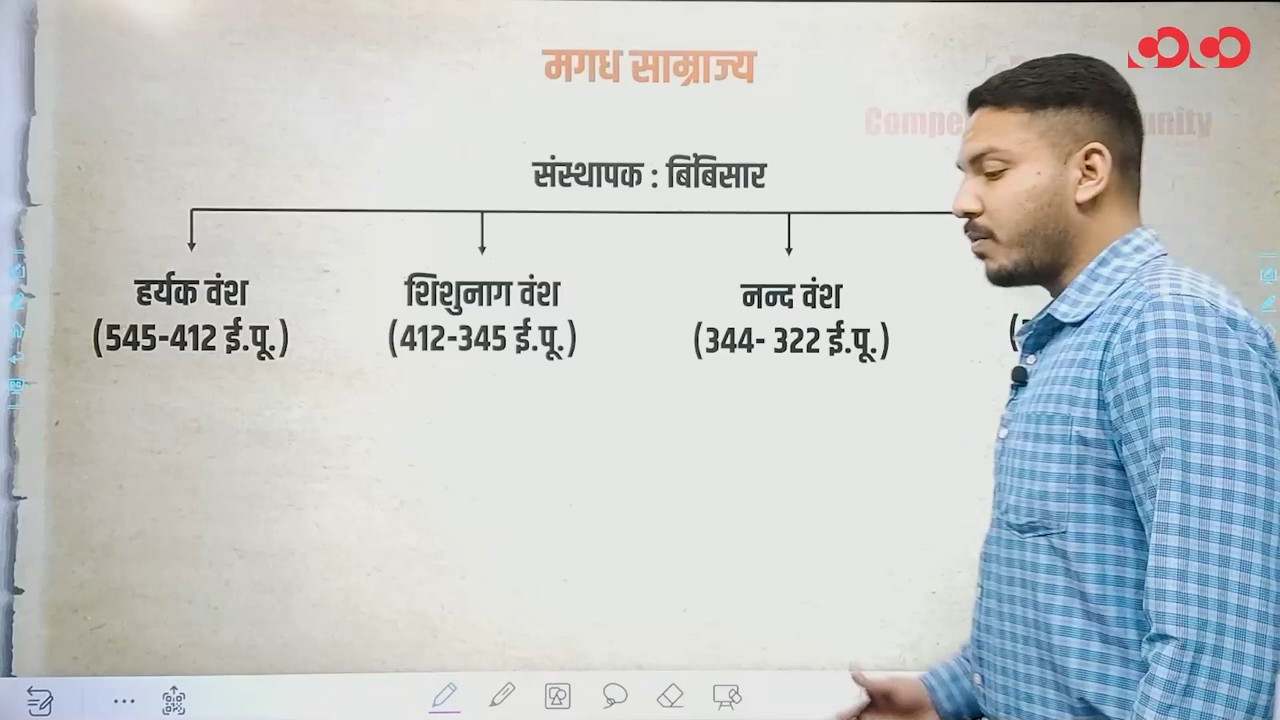 मगध साम्राज्य
संस्थापक : बिंबिसार
हर्यक वंश
(545-412 ई.पू.)
शिशुनाग वंश
(412-345 ई.पू.)
नन्द वंश
(344- 322 ई.पू.)